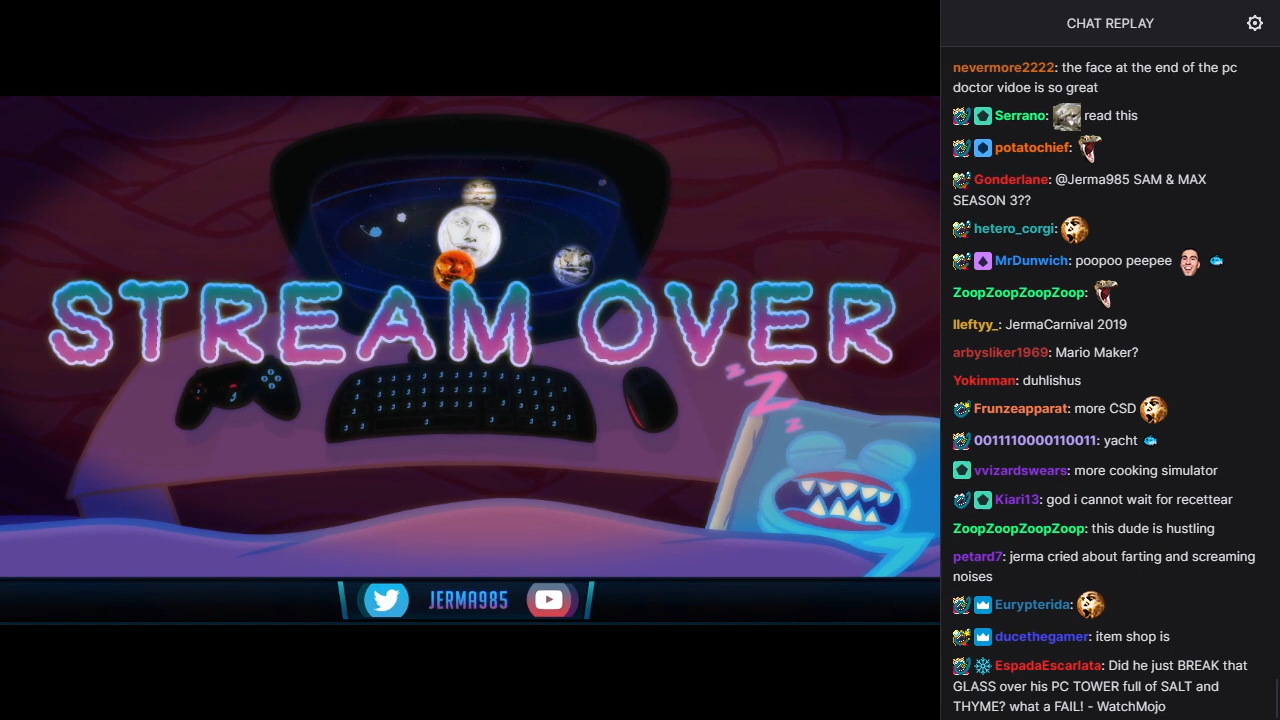 CHAT REPLAY
nevermore2222: the face at the end of the pc
doctor vidoe is so great
Serrano: read this
potatochief:
Gonderlane: @Jerma985 SAM & MAX
SEASON 3??
hetero_corgi:
MrDunwich: poopoo peepee
ZoopZoopZoopZoop:
lleftyy_: JermaCarnival 2019
arbysliker1969: Mario Maker?
Yokinman: duhlishus
Frunzeapparat: more CSD
0011110000110011: yacht
vvizardswears: more cooking simulator
Kiari13: god i cannot wait for recettear
ZoopZoopZoopZoop: this dude is hustling
petard7: jerma cried about farting and screaming
noises
Eurypterida:
ducethegamer: item shop is
EspadaEscarlata: Did he just BREAK that
GLASS over his PC TOWER full of SALT and
THYME? what a FAIL! - WatchMojo
STREAM OVER
z
Z
z
JERMA985